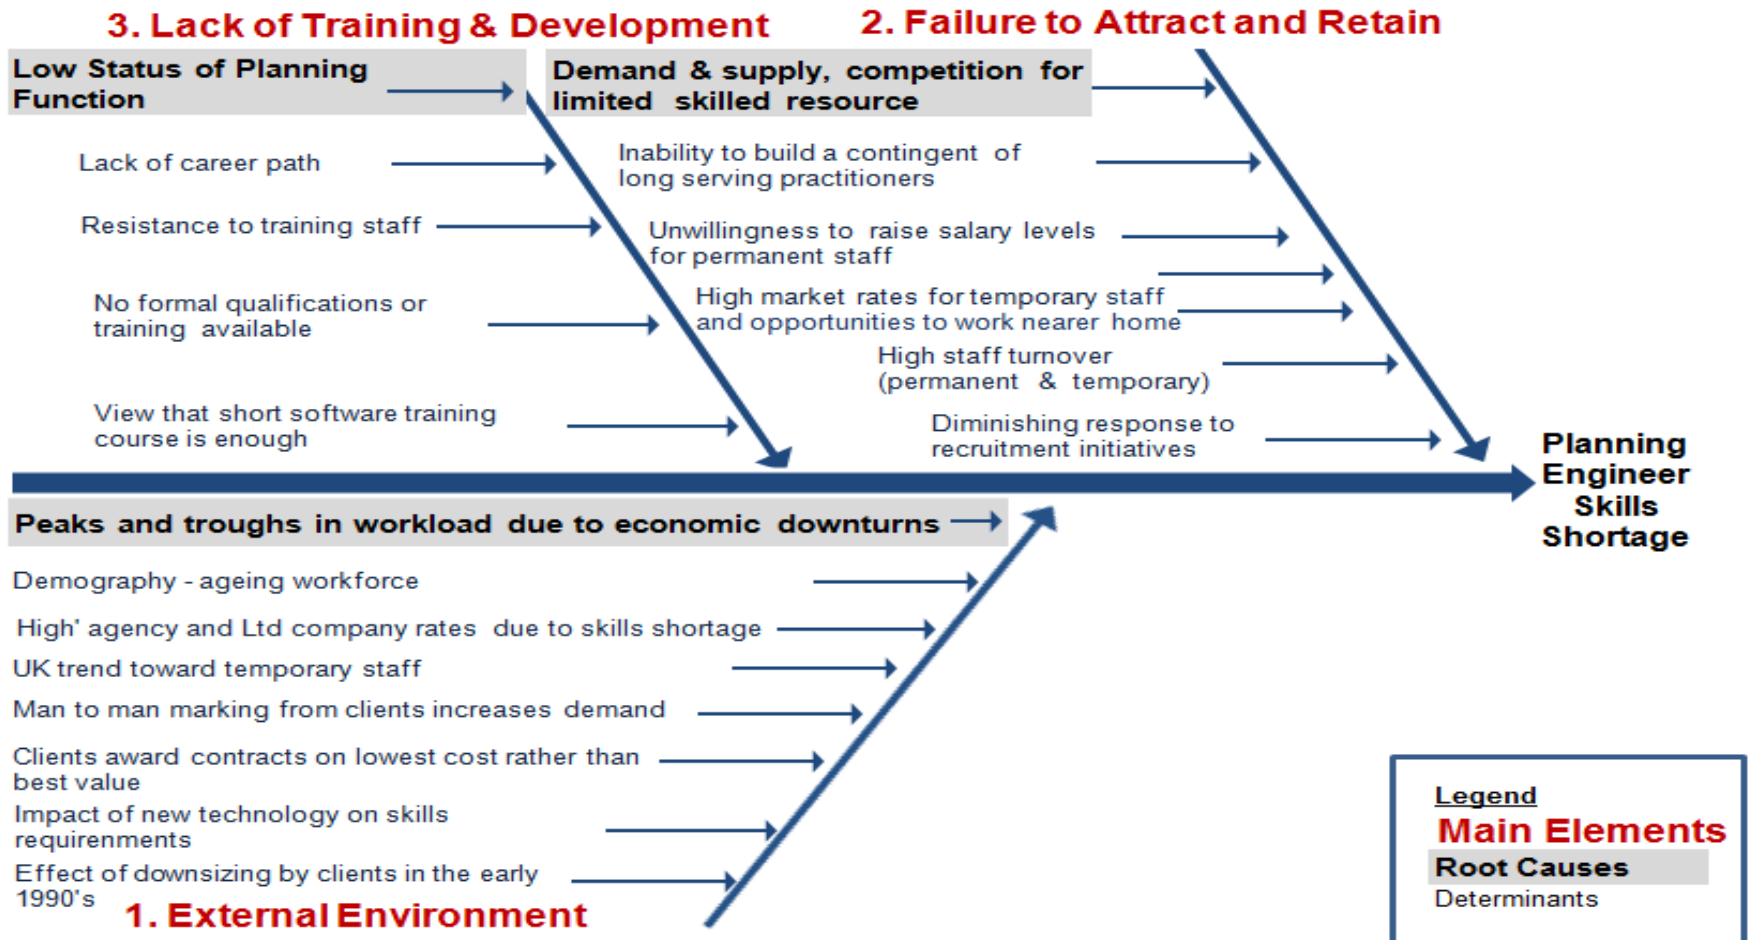 3. Lack of Training & Development
2. Failure to Attract and Retain
Low Status of Planning
Function
Demand & supply, competition for
limited skilled resource
Lack of career path
Inability to build a contingent of
long serving practitioners
Resistance to training staff
Unwillingness to raise salary levels
for permanent staff
No formal qualifications or
training available
High market rates for temporary staff
and opportunities to work nearer home
High staff turnover
(permanent & temporary)
View that short software training
course is enough
Diminishing response to
recruitment initiatives
Planning
Engineer
Skills
Shortage
Peaks and troughs in workload due to economic downturns
Demography - ageing workforce
High' agency and Ltd company rates due to skills shortage
UK trend toward temporary staff
Man to man marking from clients increases demand
Clients award contracts on lowest cost rather than
best value
Impact of new technology on skills
requirenments
Effect of downsizing by clients in the early
1990's
1. External Environment
Legend
Main Elements
Root Causes
Determinants